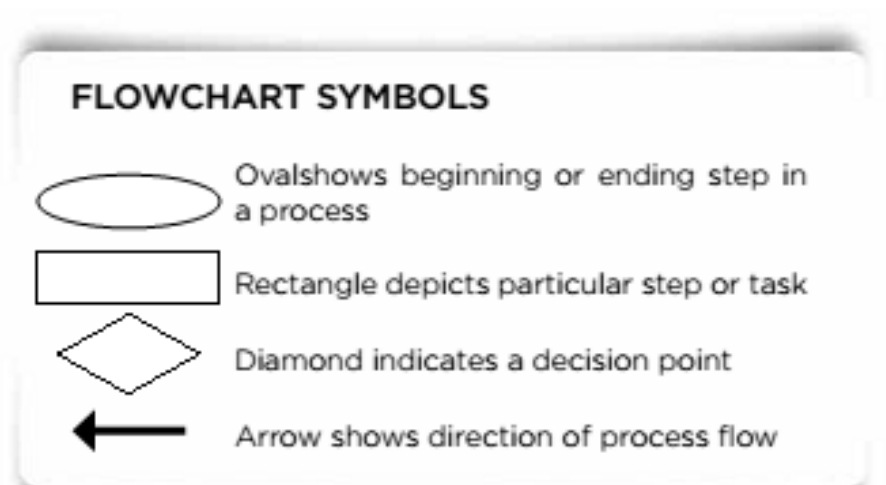 FLOWCHART SYMBOLS
Ovalshows beginning or ending step in
a process
Rectangle depicts particular step or task
Diamond indicates a decision point
Arrow shows direction of process flow